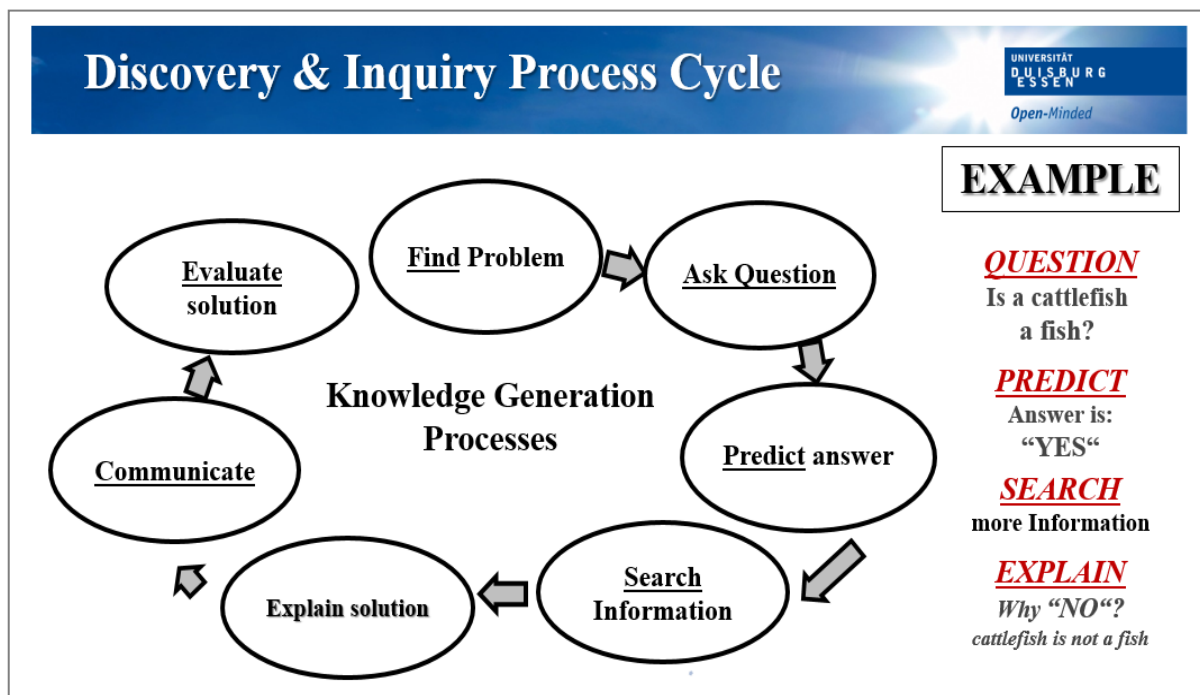 Discovery & Inquiry Process Cycle
UNIVERSITÄT
DUISBURG
ESSEN
Open-Minded
EXAMPLE
Find Problem
Ask Question
Predict answer
Search
Information
Explain solution
Communicate
Evaluate
solution
Knowledge Generation
Processes
QUESTION
Is a cattlefish
a fish?
PREDICT
Answer is:
“YES“
SEARCH
more Information
EXPLAIN
Why “NO“?
cattlefish is not a fish